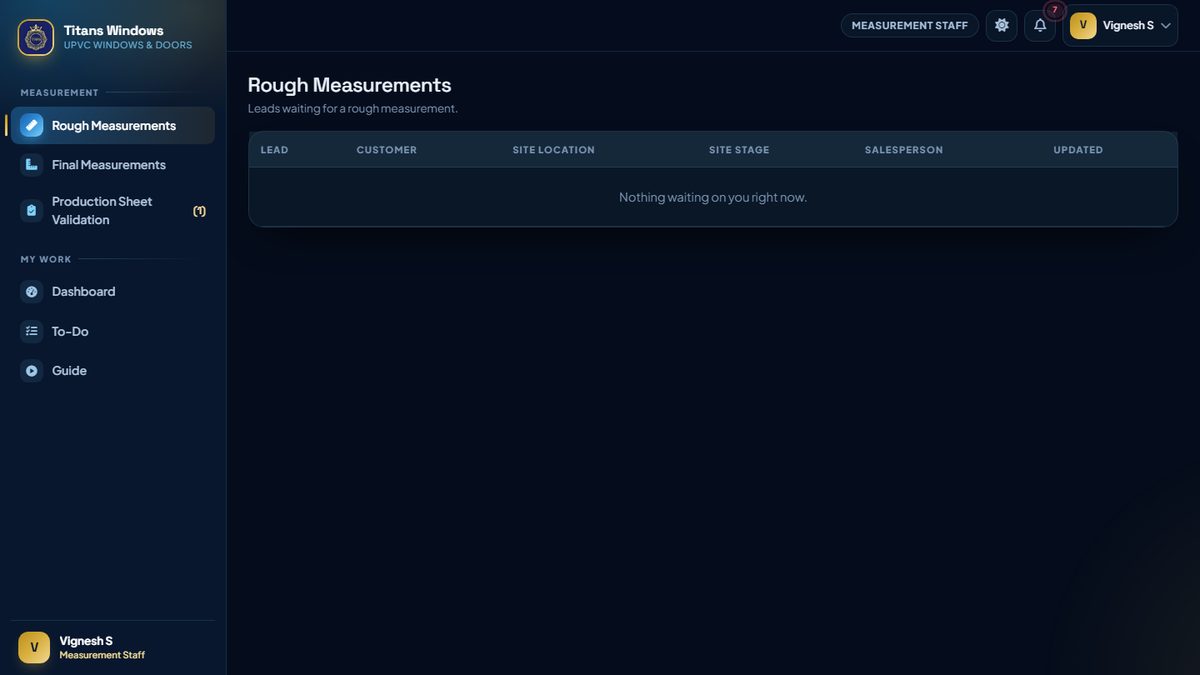 Titans Windows
UPVC WINDOWS & DOORS
MEASUREMENT
Rough Measurements
Final Measurements
Production Sheet
Validation
(1)
MY WORK
Dashboard
To-Do
Guide
V
Vignesh S
Measurement Staff
MEASUREMENT STAFF
7
V
Vignesh S
Rough Measurements
Leads waiting for a rough measurement.
LEAD CUSTOMER SITE LOCATION SITE STAGE SALESPERSON UPDATED
Nothing waiting on you right now.